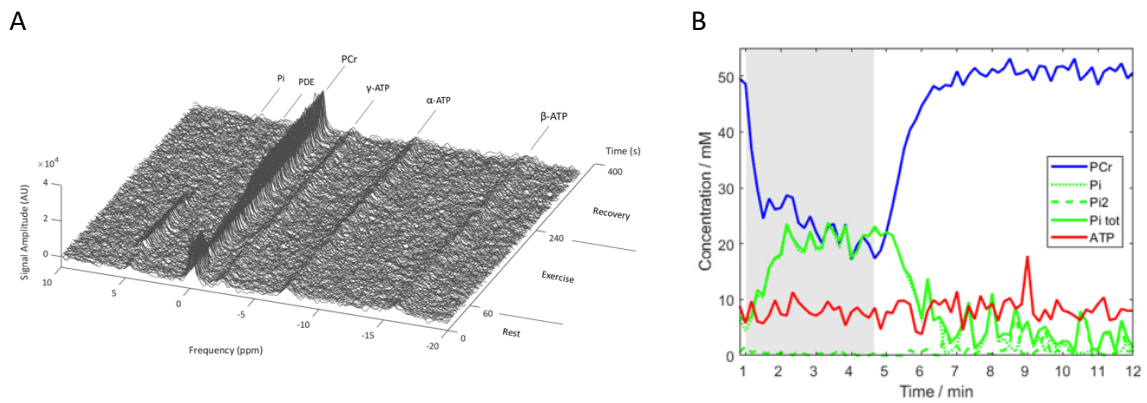 A
Pi
PDE
PCr
γ-ATP
α-ATP
β-ATP
Time (s)
400
Recovery
240
Exercise
60
Rest
0
×10⁴
4
2
0
Signal Amplitude (AU)
10
5
0
-5
-10
-15
-20
Frequency (ppm)
B
50
40
30
20
10
0
Concentration / mM
PCr
Pi
Pi2
Pi tot
ATP
1 2 3 4 5 6 7 8 9 10 11 12
Time / min